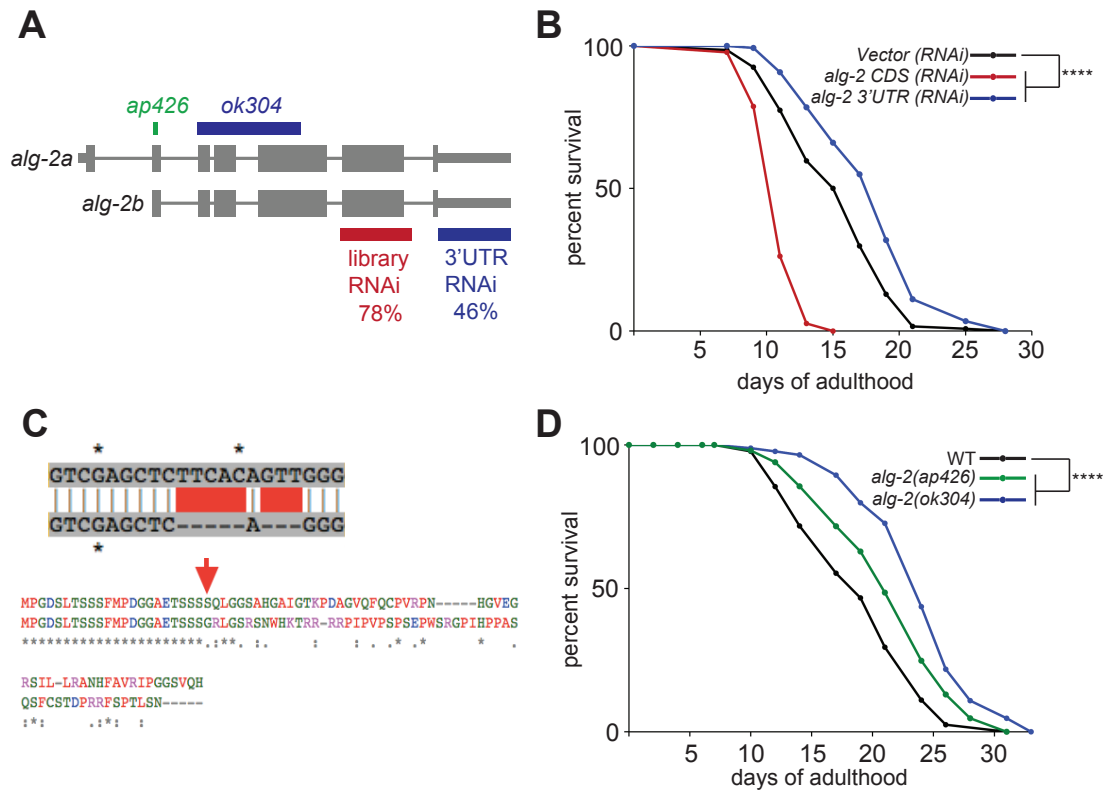 A
ap426
ok304
alg-2a
alg-2b
library
RNAi
78%
3'UTR
RNAi
46%
B
percent survival
100
50
0
5 10 15 20 25 30
days of adulthood
Vector (RNAi)
alg-2 CDS (RNAi)
alg-2 3'UTR (RNAi)
****
C
* *
GTCGAGCTCTTCACAGTTGGG
GTCGAGCTC-----A---GGG
*
MPGDSLTSSSFMPDGGAETSSSSQLGGSAHGAIGTKPDAGVQFQCPVRPN-----HGVEG
MPGDSLTSSSFMPDGGAETSSSGRLGSRSNWHKTRR-RRPIPVPSPSEPWSRGPIHPPAS
**********************.:**. :. : : . .* * * .
RSIL-LRANHFAVRIPGGSVQH
QSFCSTDPRRFSPTLSN-----
:*: .:*: :
D
percent survival
100
50
0
5 10 15 20 25 30
days of adulthood
WT
alg-2(ap426)
alg-2(ok304)
****